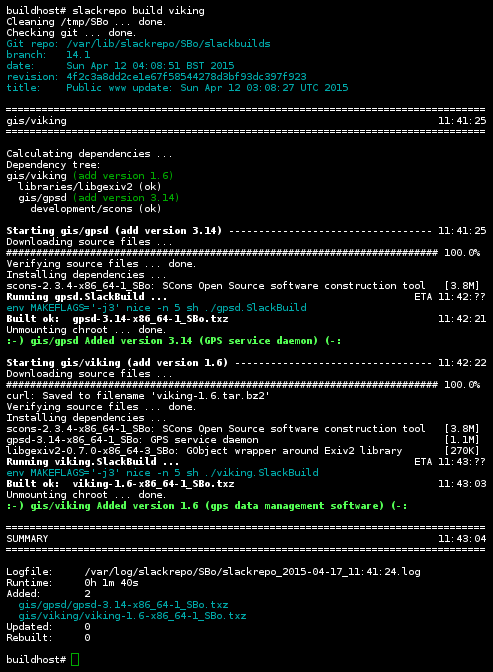 buildhost# slackrepo build viking
Cleaning /tmp/SBo ... done.
Checking git ... done.
Git repo: /var/lib/slackrepo/SBo/slackbuilds
branch:   14.1
date:     Sun Apr 12 04:08:51 BST 2015
revision: 4f2c3a8dd2ce1e67f58544278d3bf93dc397f923
title:    Public www update: Sun Apr 12 03:08:27 UTC 2015
================================================================================
gis/viking                                                              11:41:25
================================================================================
Calculating dependencies ...
Dependency tree:
gis/viking (add version 1.6)
  libraries/libgexiv2 (ok)
  gis/gpsd (add version 3.14)
    development/scons (ok)
Starting gis/gpsd (add version 3.14) ---------------------------------- 11:41:25
Downloading source files ...
######################################################################## 100.0%
Verifying source files ... done.
Installing dependencies ...
scons-2.3.4-x86_64-1_SBo: SCons Open Source software construction tool   [3.8M]
Running gpsd.SlackBuild ...                                         ETA 11:42:??
env MAKEFLAGS='-j3' nice -n 5 sh ./gpsd.SlackBuild
Built ok:  gpsd-3.14-x86_64-1_SBo.txz                                   11:42:21
Unmounting chroot ... done.
:-) gis/gpsd Added version 3.14 (GPS service daemon) (-:
Starting gis/viking (add version 1.6) --------------------------------- 11:42:22
Downloading source files ...
######################################################################## 100.0%
curl: Saved to filename 'viking-1.6.tar.bz2'
Verifying source files ... done.
Installing dependencies ...
scons-2.3.4-x86_64-1_SBo: SCons Open Source software construction tool   [3.8M]
gpsd-3.14-x86_64-1_SBo: GPS service daemon                               [1.1M]
libgexiv2-0.7.0-x86_64-3_SBo: GObject wrapper around Exiv2 library       [270K]
Running viking.SlackBuild ...                                       ETA 11:43:??
env MAKEFLAGS='-j3' nice -n 5 sh ./viking.SlackBuild
Built ok:  viking-1.6-x86_64-1_SBo.txz                                  11:43:03
Unmounting chroot ... done.
:-) gis/viking Added version 1.6 (gps data management software) (-:
================================================================================
SUMMARY                                                                 11:43:04
================================================================================
Logfile:     /var/log/slackrepo/SBo/slackrepo_2015-04-17_11:41:24.log
Runtime:     0h 1m 40s
Added:       2
  gis/gpsd/gpsd-3.14-x86_64-1_SBo.txz
  gis/viking/viking-1.6-x86_64-1_SBo.txz
Updated:     0
Rebuilt:     0
buildhost#